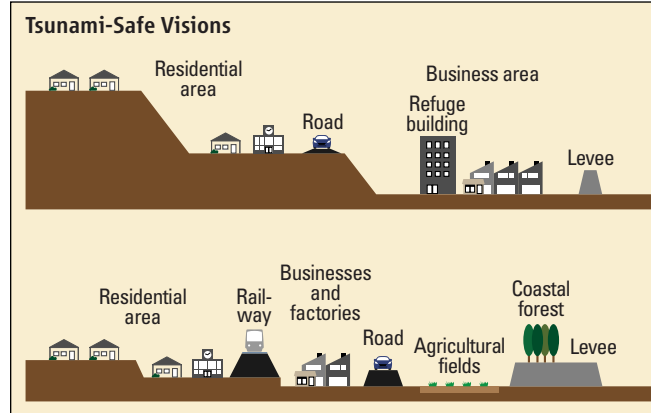 Tsunami-Safe Visions
Residential
area
Road
Business area
Refuge
building
Levee
Residential
area
Rail-
way
Businesses
and
factories
Road
Agricultural
fields
Coastal
forest
Levee